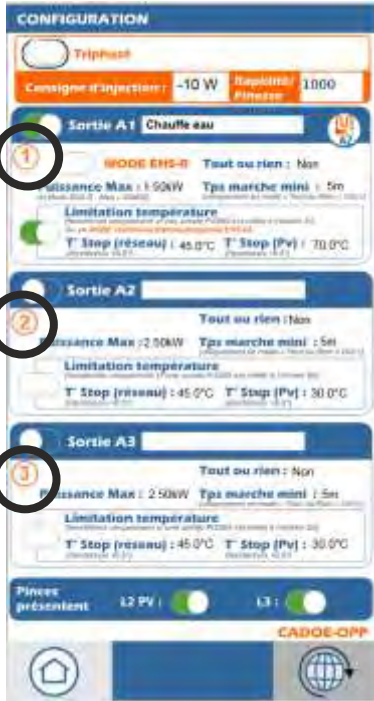 CONFIGURATION
Triphasé
Consigne d'injection : -10 W Rapidité/ Finesse 1000
Sortie A1 Chauffe eau
1
MODE EHS-R Tout ou rien : Non
Puissance Max : 1.50kW Tps marche mini : 5m
Limitation température
T° Stop (réseau) : 45.0°C T° Stop (Pv) : 70.0°C
Sortie A2
2
Tout ou rien : Non
Puissance Max : 2.50kW Tps marche mini : 5m
Limitation température
T° Stop (réseau) : 45.0°C T° Stop (Pv) : 30.0°C
Sortie A3
3
Tout ou rien : Non
Puissance Max : 2.50kW Tps marche mini : 5m
Limitation température
T° Stop (réseau) : 45.0°C T° Stop (Pv) : 30.0°C
Pinces présentent L2 PV : L3 :
CADOE-OPP